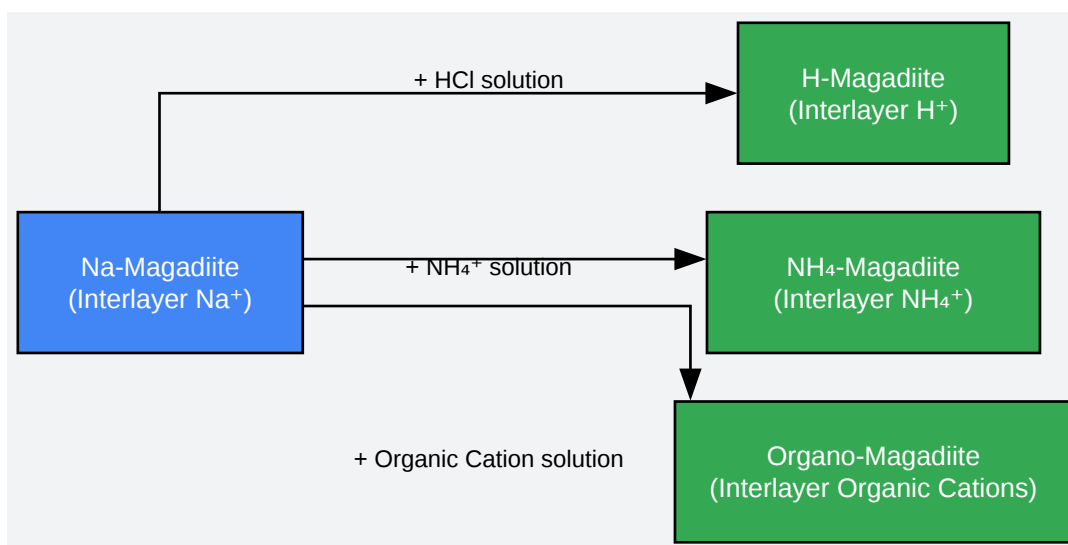 + HCl solution
H-Magadiite
(Interlayer H⁺)
Na-Magadiite
(Interlayer Na⁺)
+ NH₄⁺ solution
NH₄-Magadiite
(Interlayer NH₄⁺)
+ Organic Cation solution
Organo-Magadiite
(Interlayer Organic Cations)